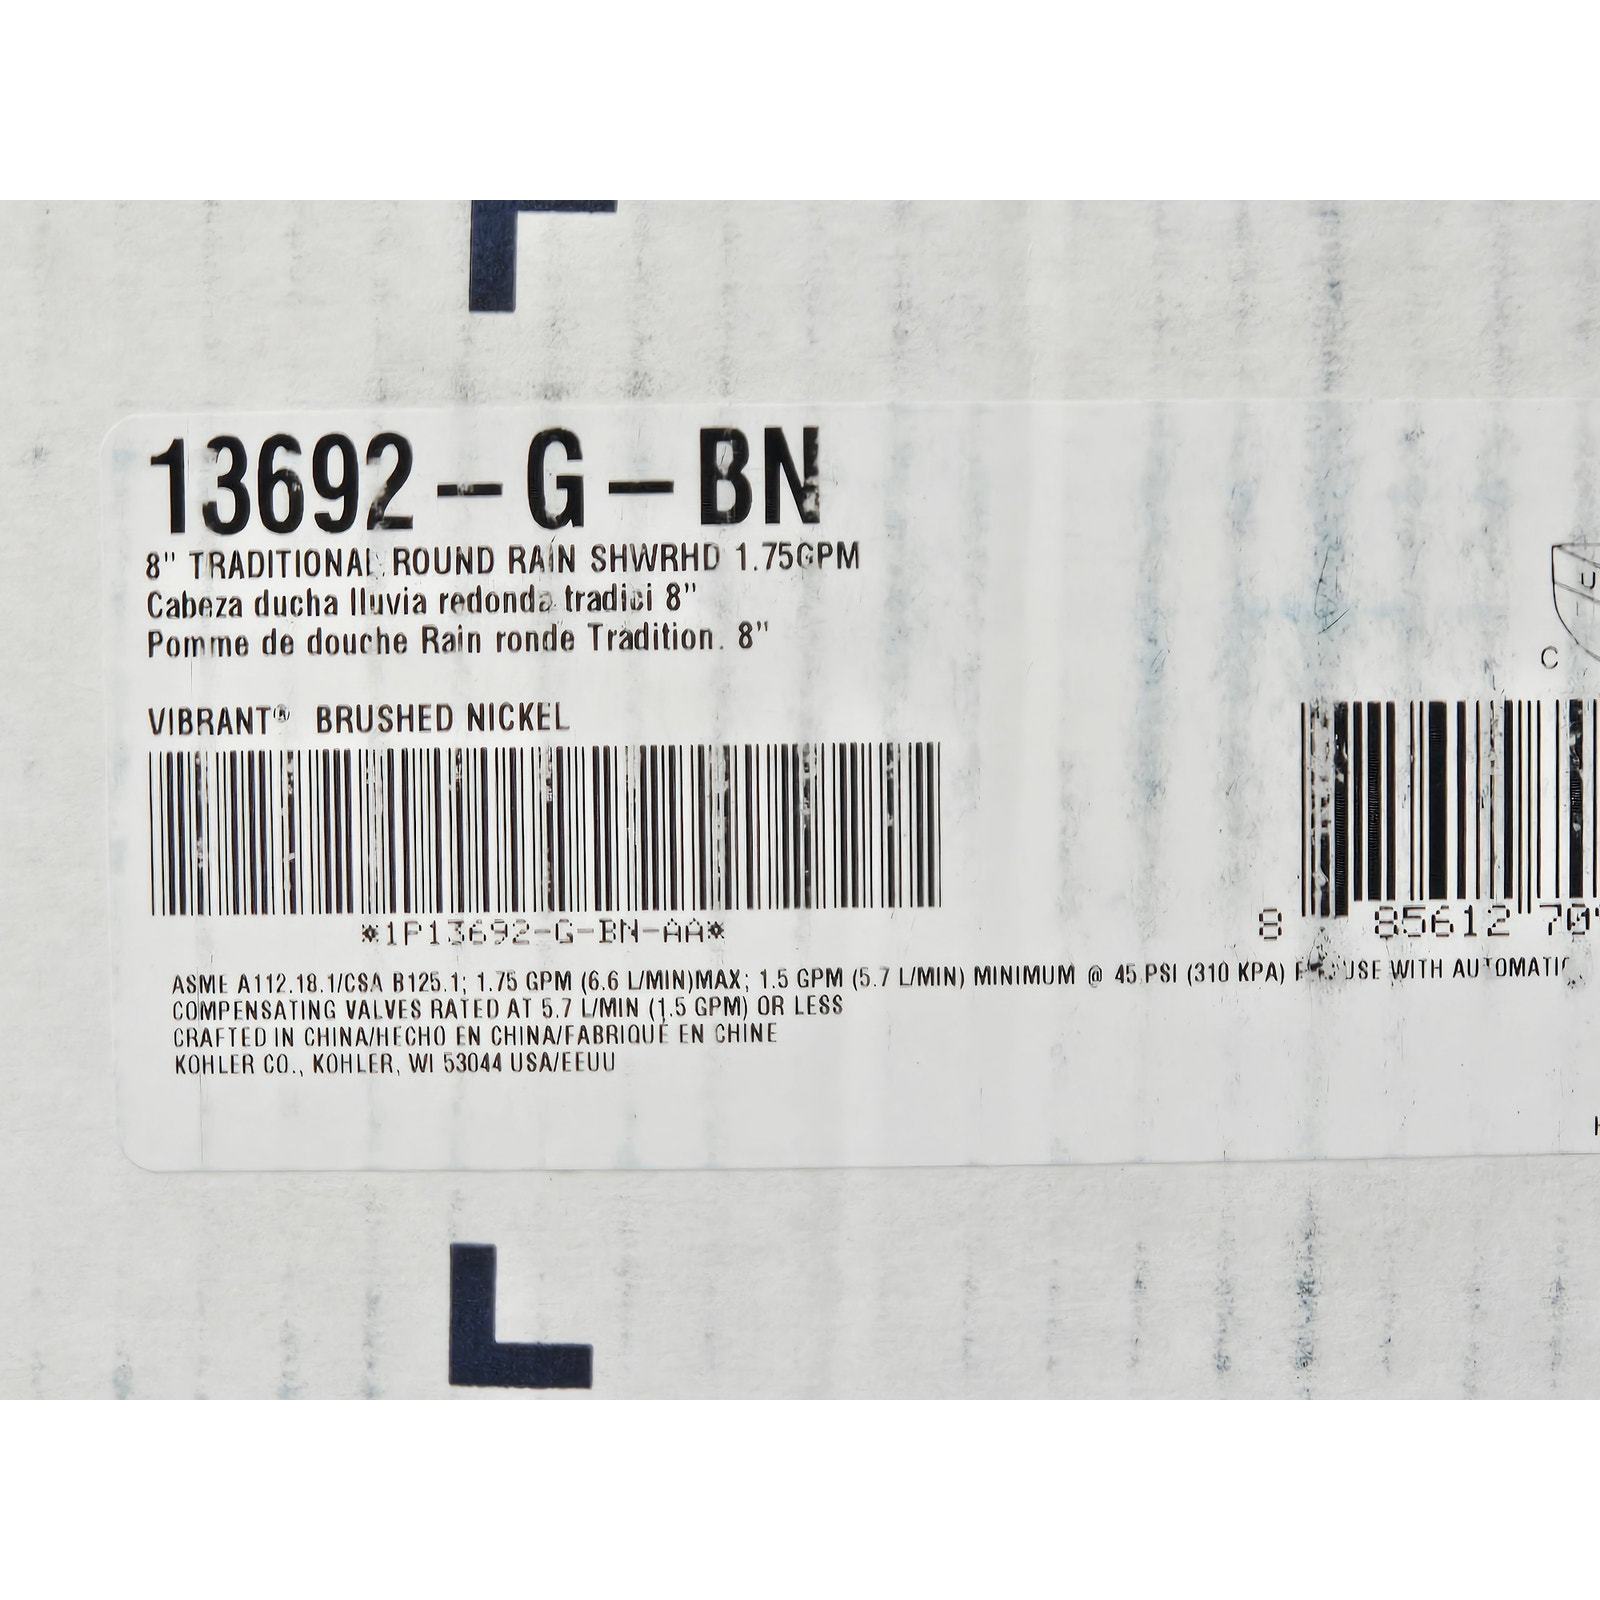 13692-G-BN
8" TRADITIONAL ROUND RAIN SHWRHD 1.75GPM
Cabeza ducha lluvia redonda tradici 8"
Pomme de douche Rain ronde Tradition. 8"
C
VIBRANT® BRUSHED NICKEL
*1P13692-G-BN-AA*
8 85612 70
ASME A112.18.1/CSA B125.1; 1.75 GPM (6.6 L/MIN)MAX; 1.5 GPM (5.7 L/MIN) MINIMUM @ 45 PSI (310 KPA) USE WITH AUTOMATIC
COMPENSATING VALVES RATED AT 5.7 L/MIN (1.5 GPM) OR LESS
CRAFTED IN CHINA/HECHO EN CHINA/FABRIQUÉ EN CHINE
KOHLER CO., KOHLER, WI 53044 USA/EEUU